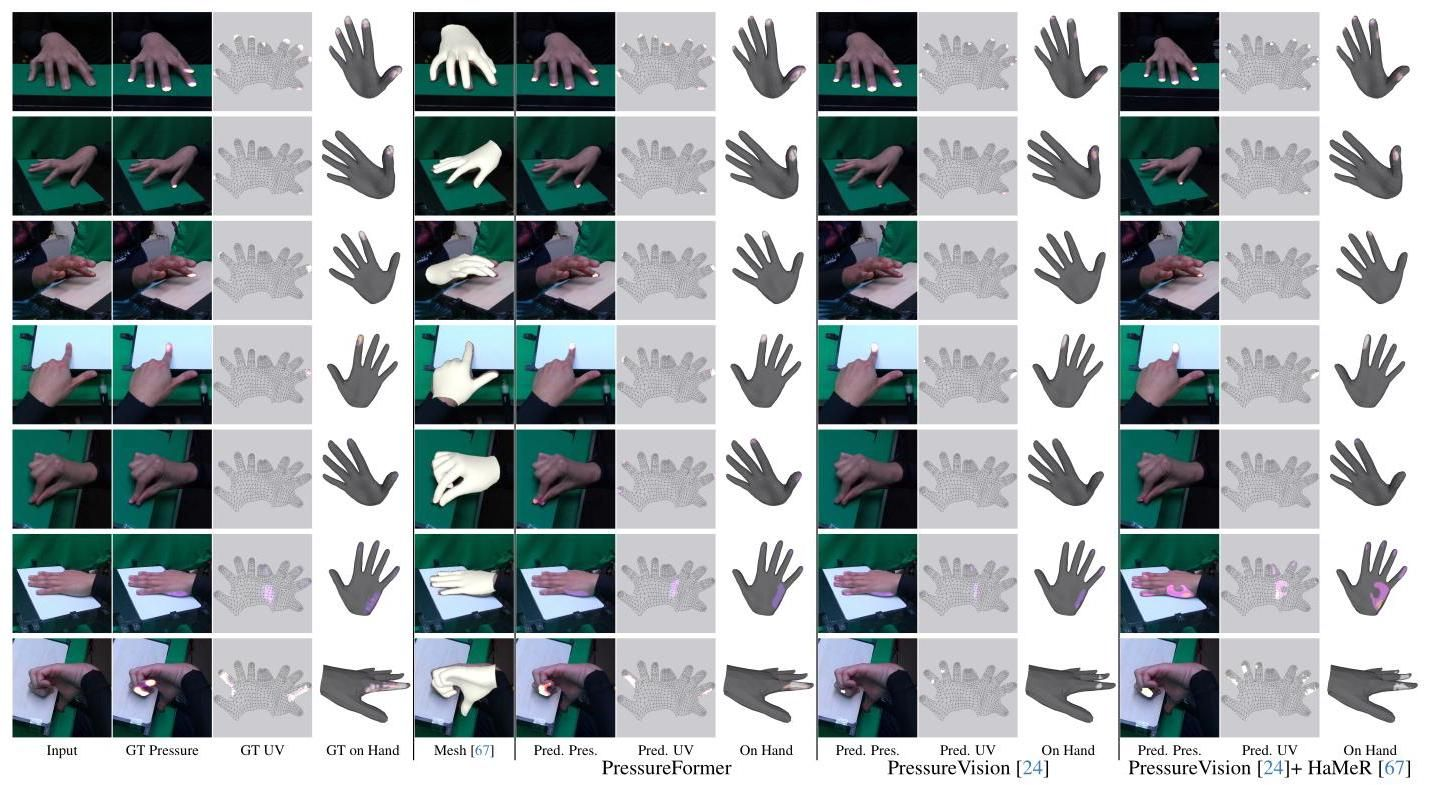 Input GT Pressure GT UV GT on Hand Mesh [67] Pred. Pres. Pred. UV On Hand Pred. Pres. Pred. UV On Hand Pred. Pres. Pred. UV On Hand
PressureFormer PressureVision [24] PressureVision [24]+ HaMeR [67]